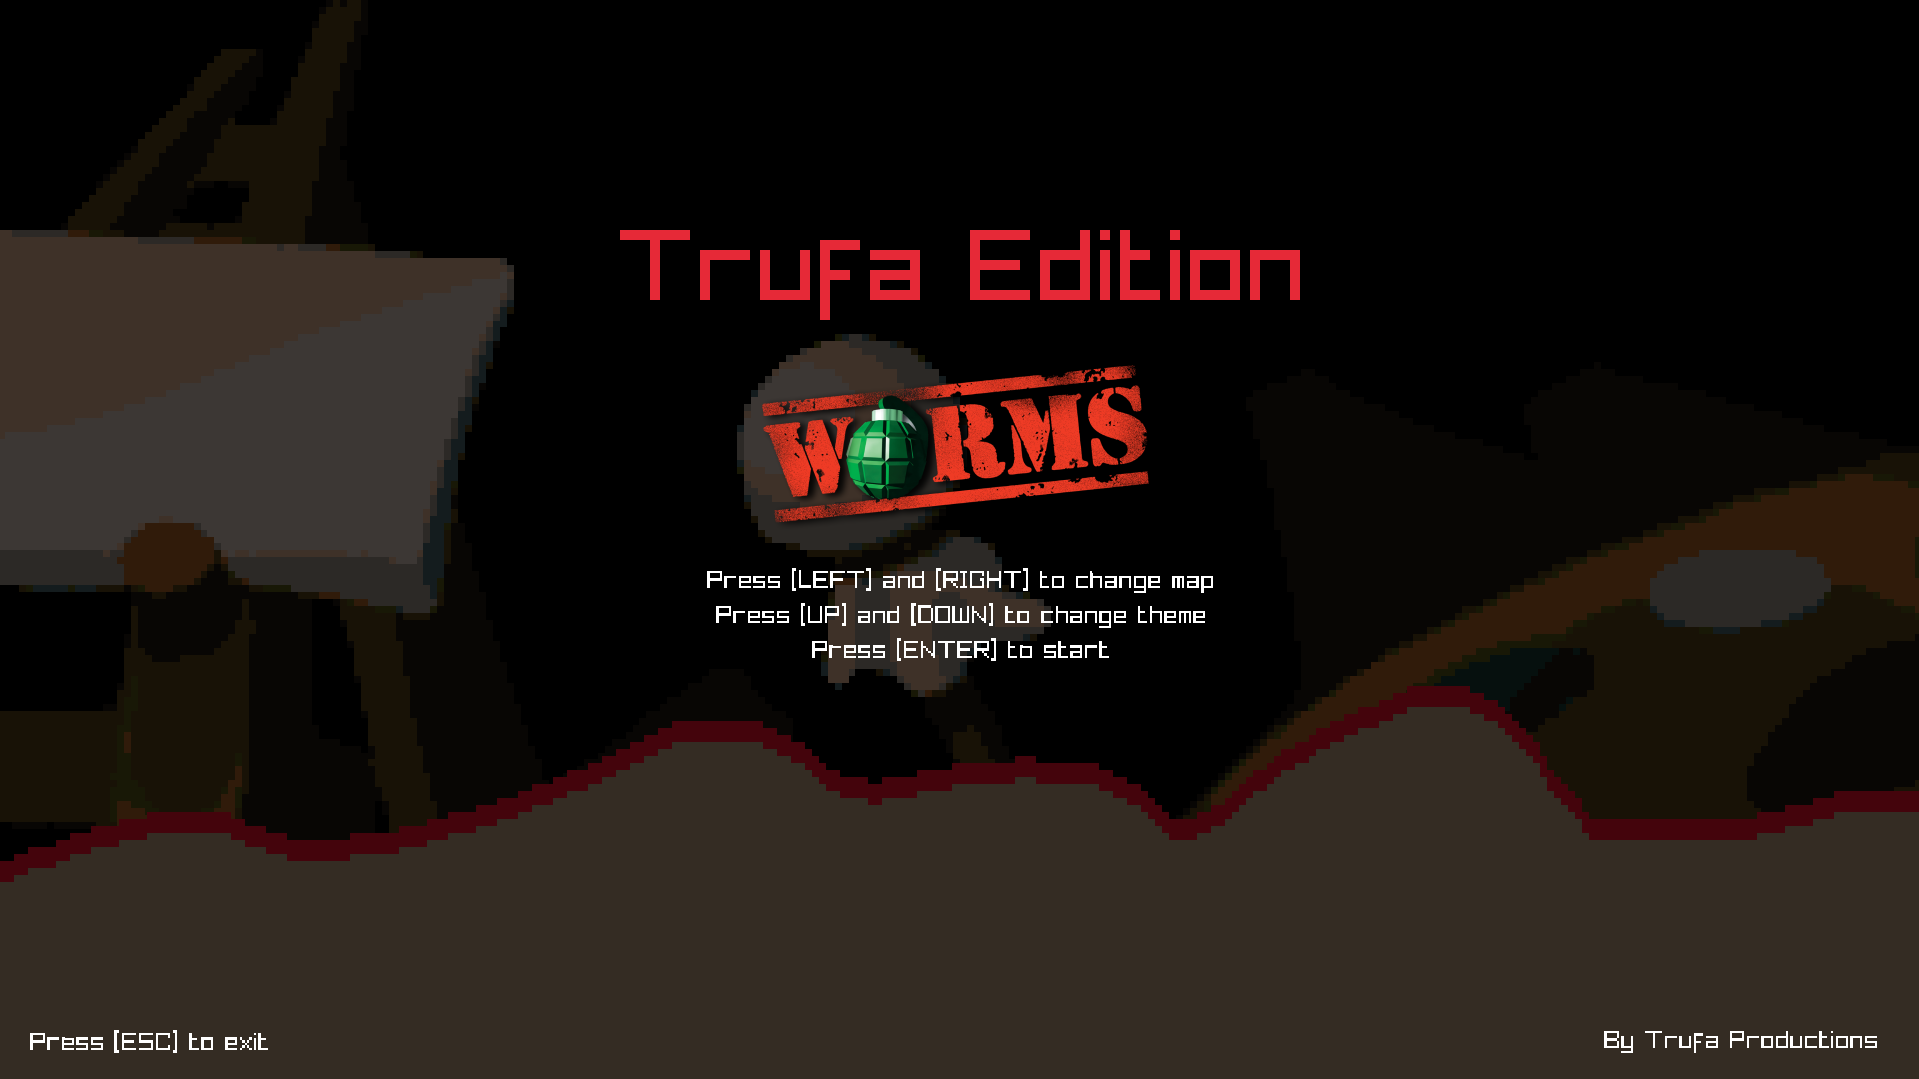 Trufa Edition
WORMS
Press [LEFT] and [RIGHT] to change map
Press [UP] and [DOWN] to change theme
Press [ENTER] to start
Press [ESC] to exit
By Trufa Productions